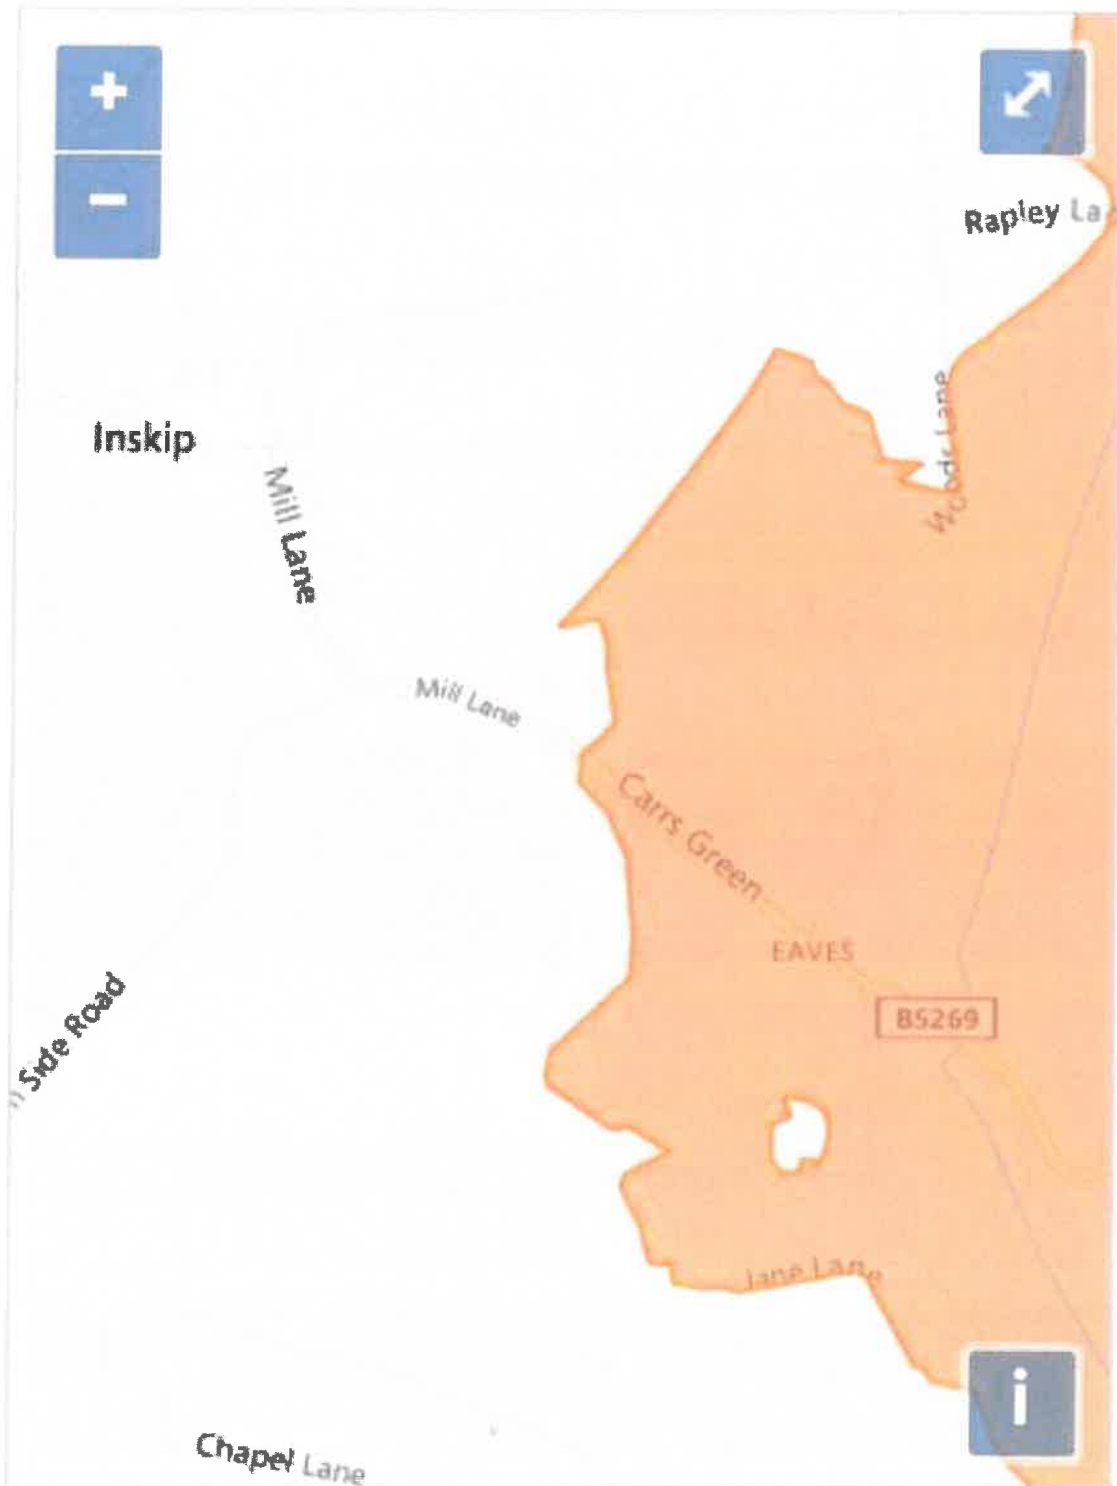 +
-
Rapley La
Inskip
Woods Lane
Mill Lane
Mill Lane
Carrs Green
EAVES
B5269
Side Road
Jane Lane
i
Chapel Lane